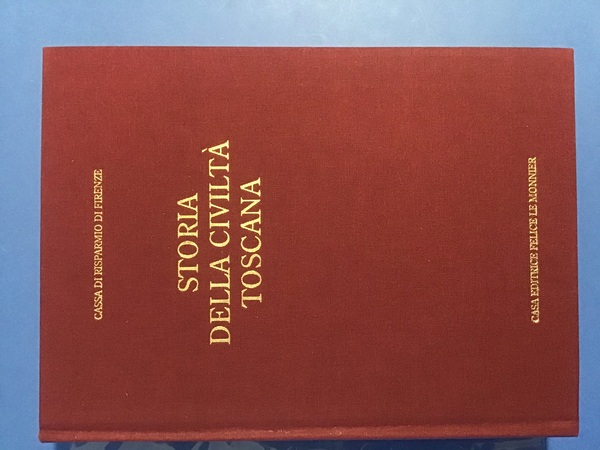 CASSA DI RISPARMIO DI FIRENZE
STORIA
DELLA CIVILTÀ
TOSCANA
CASA EDITRICE FELICE LE MONNIER